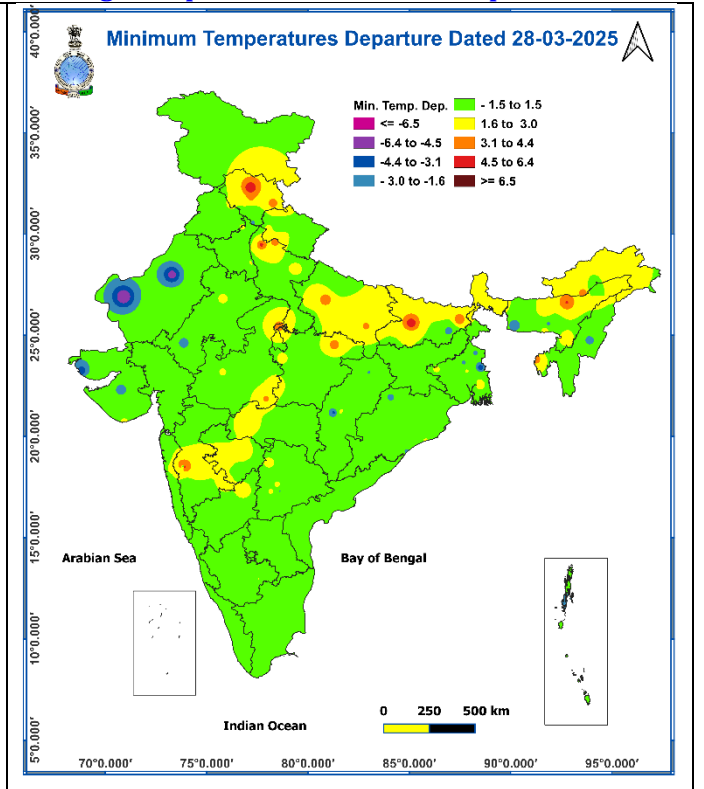 Minimum Temperatures Departure Dated 28-03-2025
Min. Temp. Dep.
<= -6.5
-6.4 to -4.5
-4.4 to -3.1
- 3.0 to -1.6
- 1.5 to 1.5
1.6 to 3.0
3.1 to 4.4
4.5 to 6.4
>= 6.5
40°0.000'
35°0.000'
30°0.000'
25°0.000'
20°0.000'
15°0.000'
10°0.000'
5°0.000'
Arabian Sea
Bay of Bengal
Indian Ocean
0 250 500 km
70°0.000' 75°0.000' 80°0.000' 85°0.000' 90°0.000' 95°0.000'